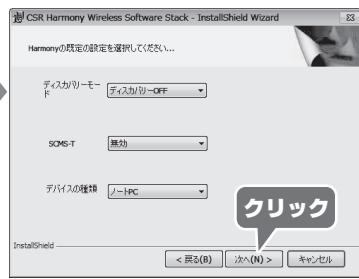 CSR Harmony Wireless Software Stack - InstallShield Wizard
Harmonyの既定の設定を選択してください...
ディスカバリーモード
ディスカバリーOFF
SCMS-T
無効
デバイスの種類
ノートPC
クリック
InstallShield
< 戻る(B)
次へ(N) >
キャンセル